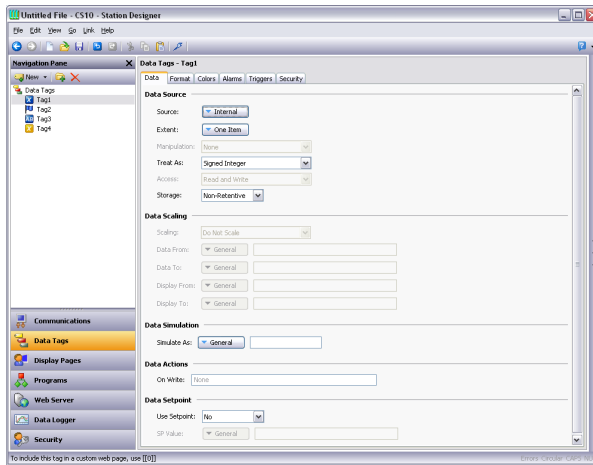 Untitled File - CS10 - Station Designer
File Edit View Go Link Help
Navigation Pane
New
Data Tags
Tag1
Tag2
Tag3
Tag4
Communications
Data Tags
Display Pages
Programs
Web Server
Data Logger
Security
Data Tags - Tag1
Data Format Colors Alarms Triggers Security
Data Source
Source: Internal
Extent: One Item
Manipulation: None
Treat As: Signed Integer
Access: Read and Write
Storage: Non-Retentive
Data Scaling
Scaling: Do Not Scale
Data From: General
Data To: General
Display From: General
Display To: General
Data Simulation
Simulate As: General
Data Actions
On Write: None
Data Setpoint
Use Setpoint: No
SP Value: General
To include this tag in a custom web page, use [[0]]
Errors Circular CAPS